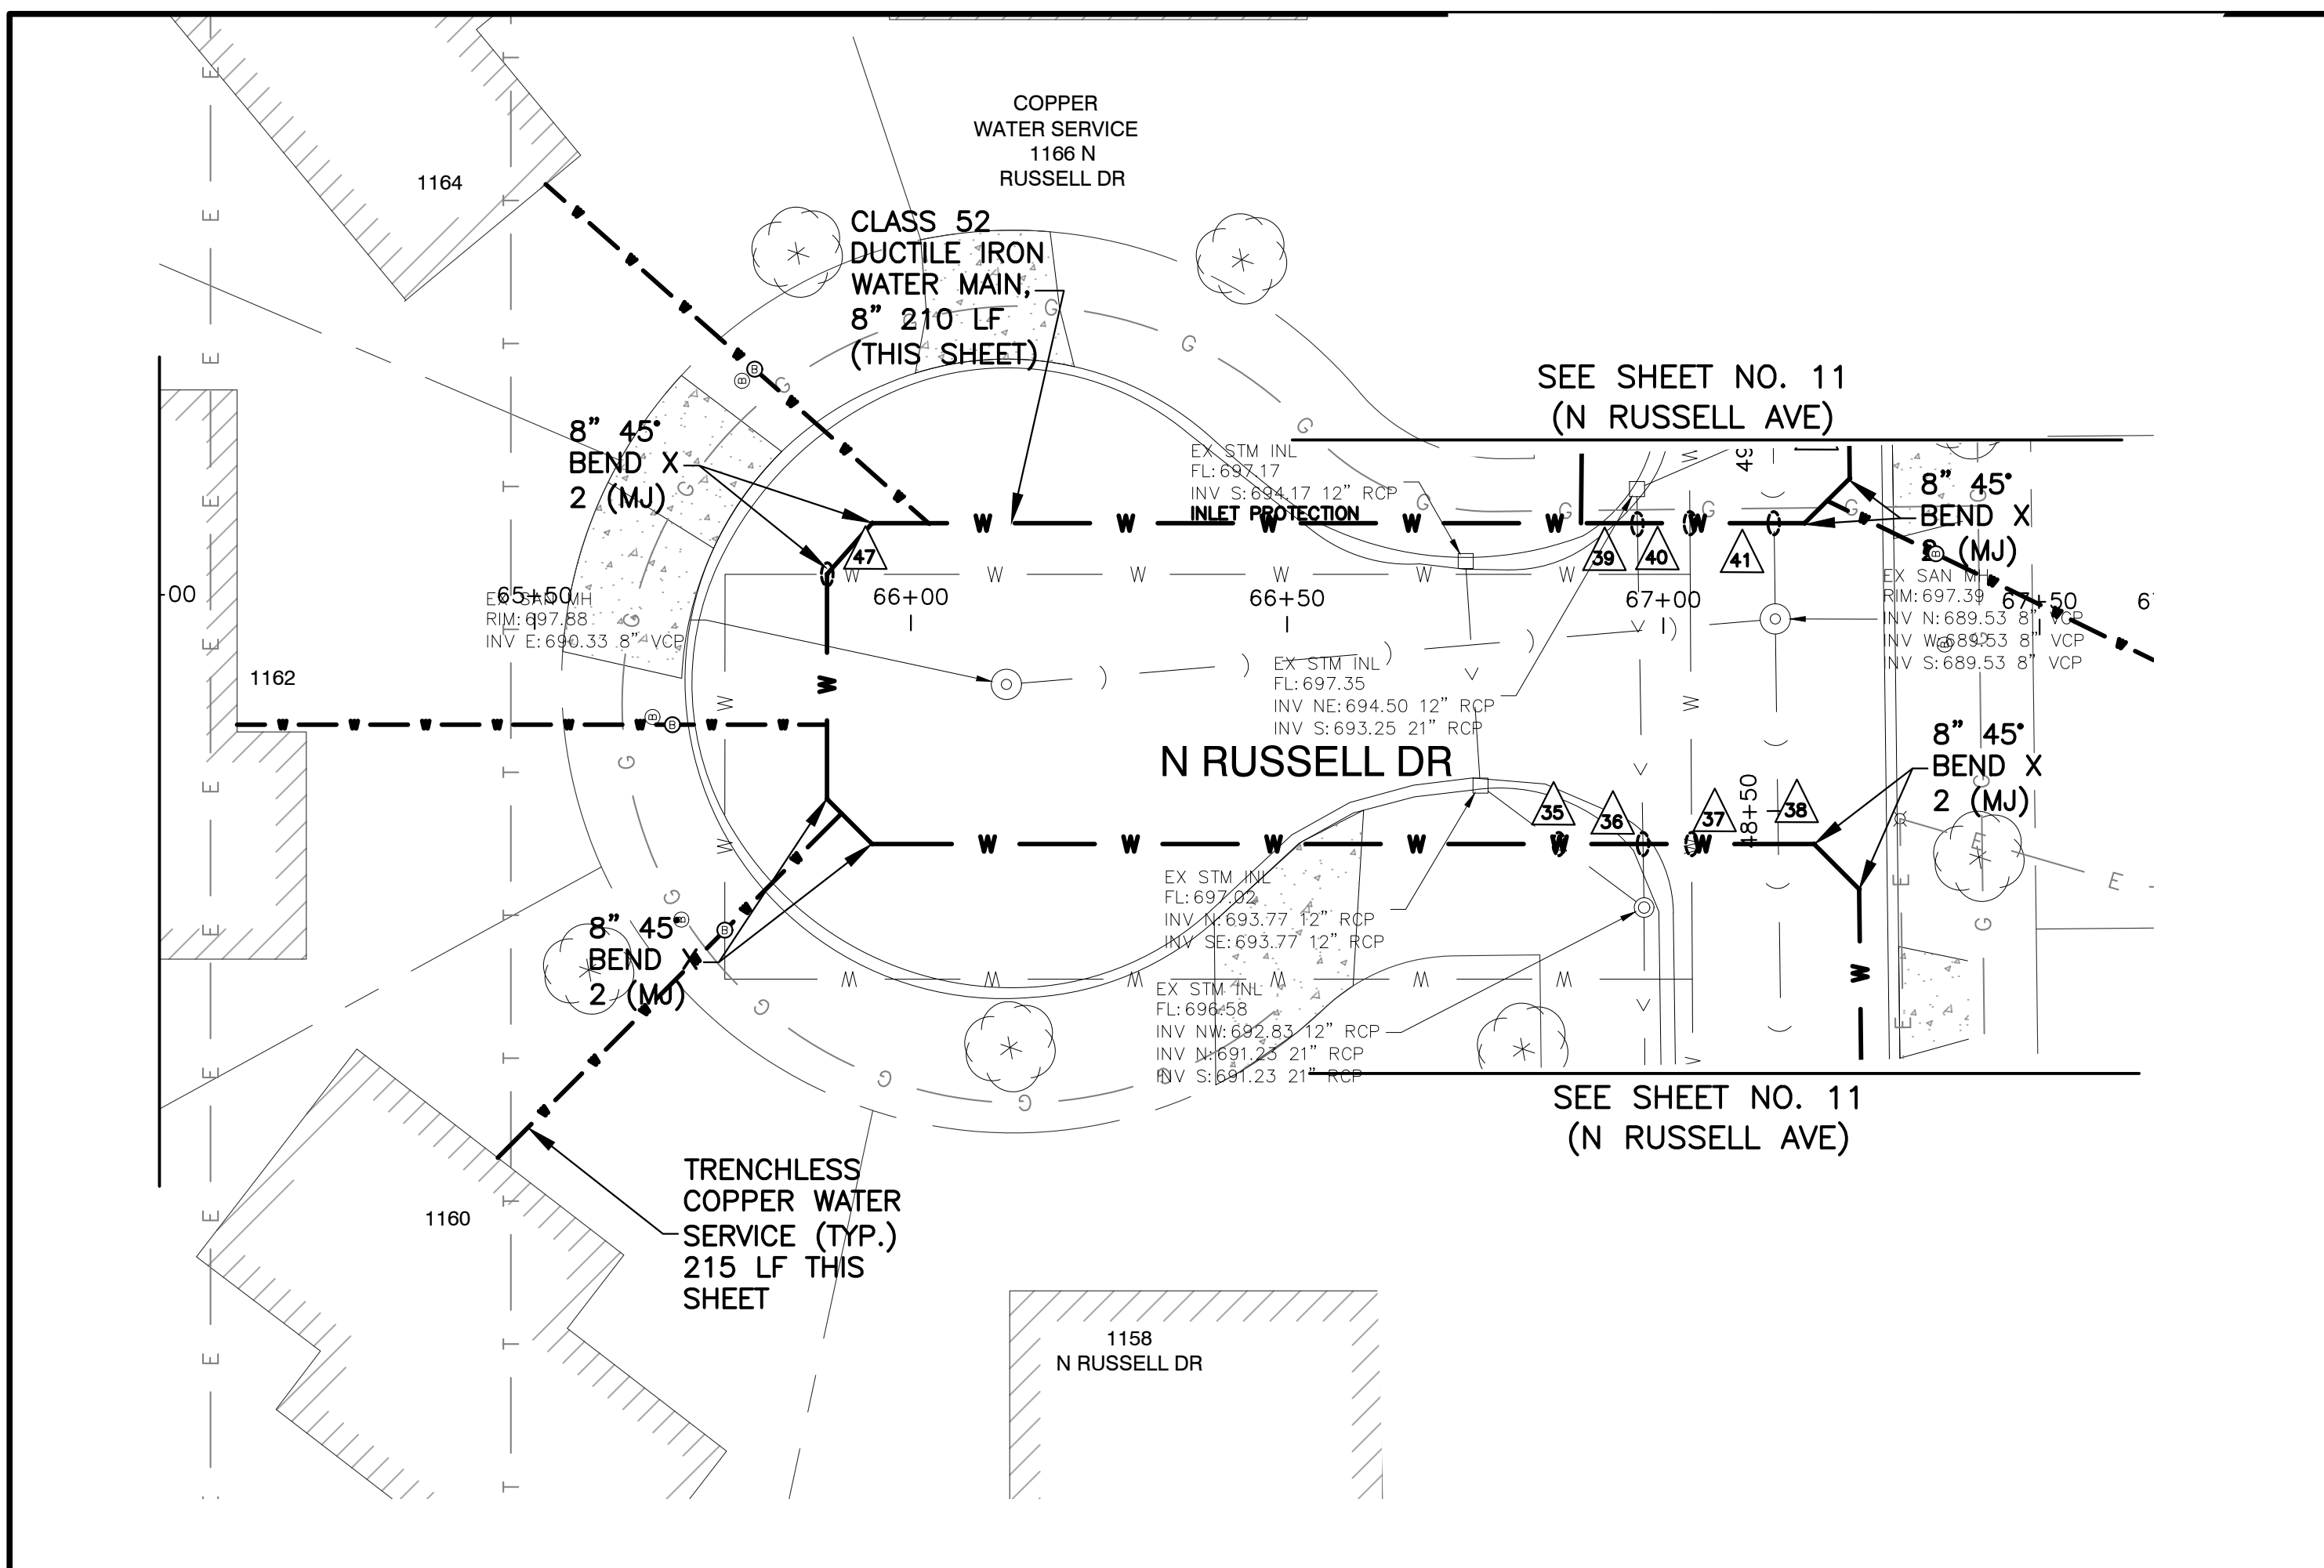 COPPER
WATER SERVICE
1166 N
RUSSELL DR
1164
CLASS 52
DUCTILE IRON
WATER MAIN,
8” 210 LF
(THIS SHEET)
SEE SHEET NO. 11
(N RUSSELL AVE)
8” 45°
BEND X
2 (MJ)
EX STM INL
FL:697.17
INV S:694.17 12” RCP
INLET PROTECTION
49
8” 45°
BEND X
2 (MJ)
47
39
40
41
-00
65+50
66+00
66+50
67+00
67+50
EX SAN MH
RIM:697.88
INV E:690.33 8” VCP
EX SAN MH
RIM:697.39
INV N:689.53 8” VCP
INV W:689.53 8” VCP
INV S:689.53 8” VCP
1162
EX STM INL
FL:697.35
INV NE:694.50 12” RCP
INV S:693.25 21” RCP
N RUSSELL DR
8” 45°
BEND X
2 (MJ)
35
36
37
38
48+50
EX STM INL
FL:697.02
INV N:693.77 12” RCP
INV SE:693.77 12” RCP
8” 45°
BEND X
2 (MJ)
EX STM INL
FL:696.58
INV NW:692.83 12” RCP
INV N:691.23 21” RCP
INV S:691.23 21” RCP
SEE SHEET NO. 11
(N RUSSELL AVE)
TRENCHLESS
COPPER WATER
SERVICE (TYP.)
215 LF THIS
SHEET
1160
1158
N RUSSELL DR